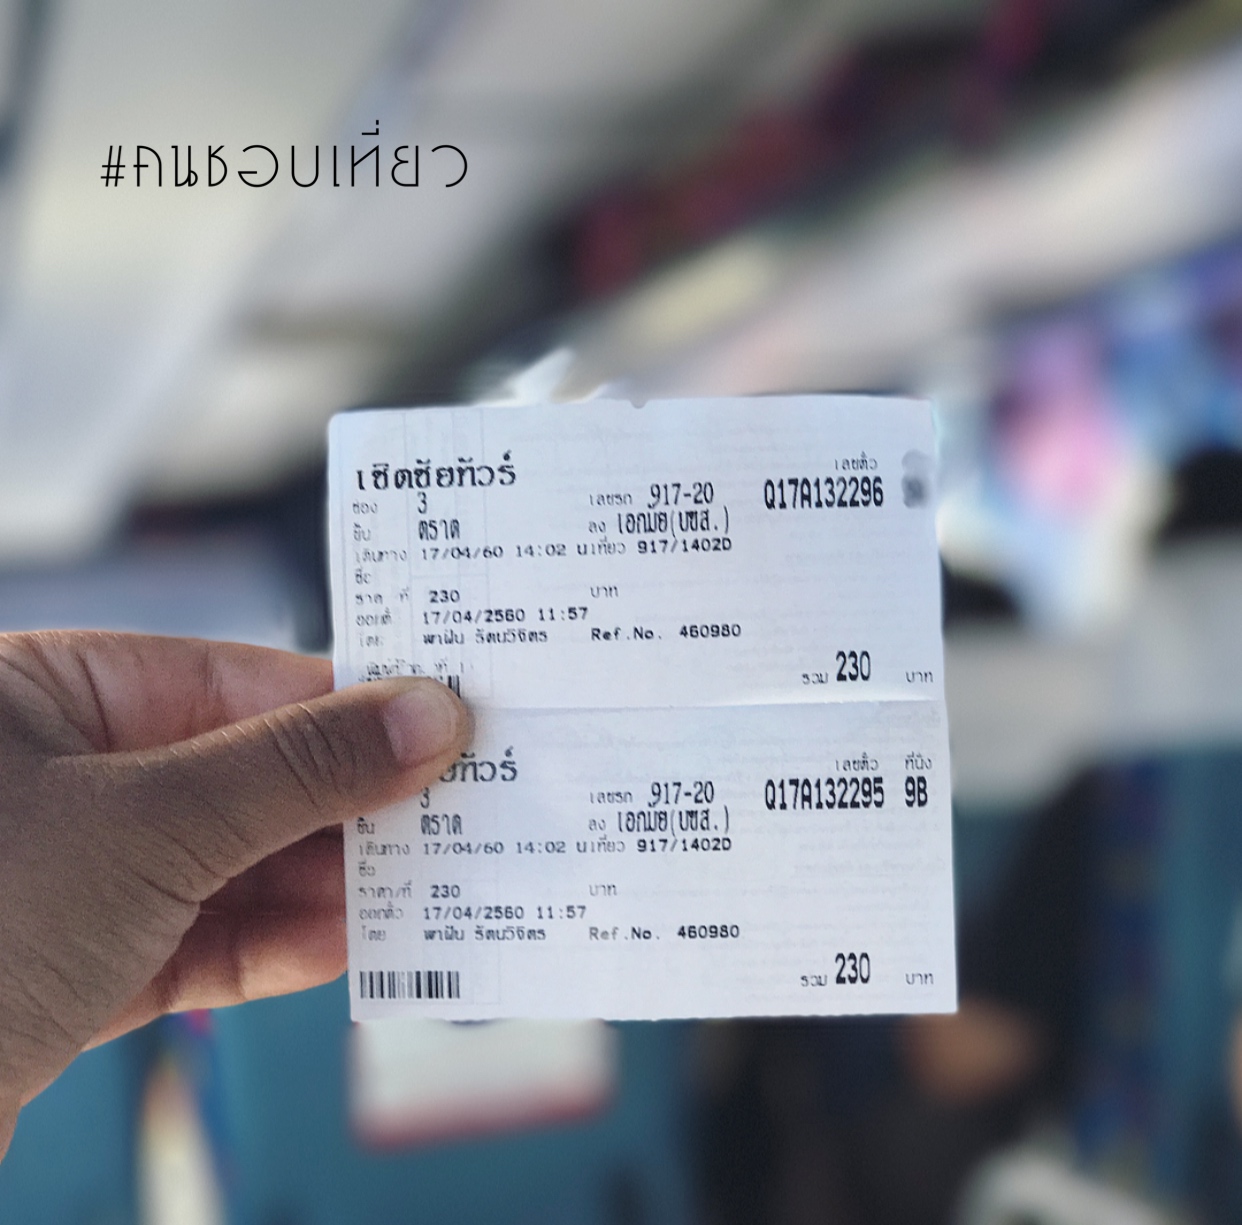 #คนชอบเที่ยว
เชิดชัยทัวร์
เลขตั๋ว
ช่อง 3 เลขรถ 917-20 Q17A132296
ขึ้น ตราด ลง เอกมัย(บขส.)
เดินทาง 17/04/60 14:02 น เที่ยว 917/1402D
ชื่อ
230 บาท
ออกตั๋ว 17/04/2560 11:57
โดย พาฝัน รัตนวิจิตร Ref.No. 460980
รวม 230 บาท
ยทัวร์
เลขตั๋ว ที่นั่ง
3 เลขรถ 917-20 Q17A132295 9B
ขึ้น ตราด ลง เอกมัย(บขส.)
เดินทาง 17/04/60 14:02 น เที่ยว 917/1402D
ชื่อ
ราคา/ที่ 230 บาท
ออกตั๋ว 17/04/2560 11:57
โดย พาฝัน รัตนวิจิตร Ref.No. 460980
รวม 230 บาท